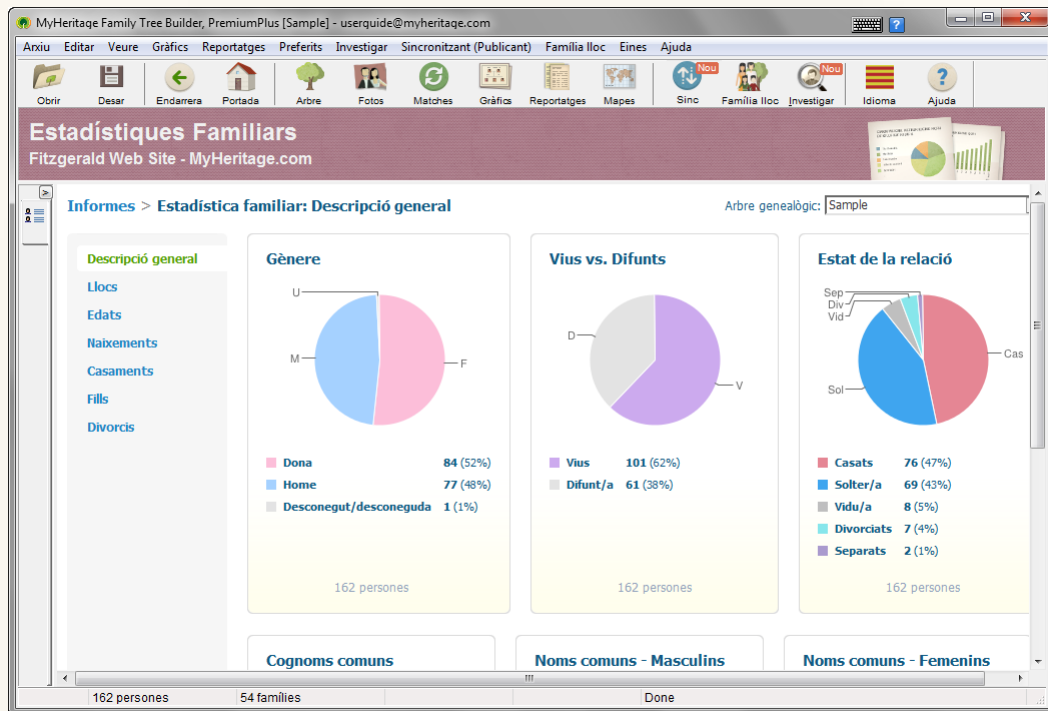 MyHeritage Family Tree Builder, PremiumPlus [Sample] - userguide@myheritage.com
Arxiu Editar Veure Gràfics Reportatges Preferits Investigar Sincronitzant (Publicant) Família lloc Eines Ajuda
Nou Nou
Obrir Desar Endarrera Portada Arbre Fotos Matches Gràfics Reportatges Mapes Sinc Família lloc Investigar Idioma Ajuda
Estadístiques Familiars
Fitzgerald Web Site - MyHeritage.com
Informes > Estadística familiar: Descripció general
Arbre genealògic: Sample
Descripció general
Llocs
Edats
Naixements
Casaments
Fills
Divorcis
Gènere
U
M
F
Dona 84 (52%)
Home 77 (48%)
Desconegut/desconeguda 1 (1%)
162 persones
Vius vs. Difunts
D
V
Vius 101 (62%)
Difunt/a 61 (38%)
162 persones
Estat de la relació
Sep
Div
Vid
Cas
Sol
Casats 76 (47%)
Solter/a 69 (43%)
Vidu/a 8 (5%)
Divorciats 7 (4%)
Separats 2 (1%)
162 persones
Cognoms comuns
Noms comuns - Masculins
Noms comuns - Femenins
162 persones 54 famílies Done